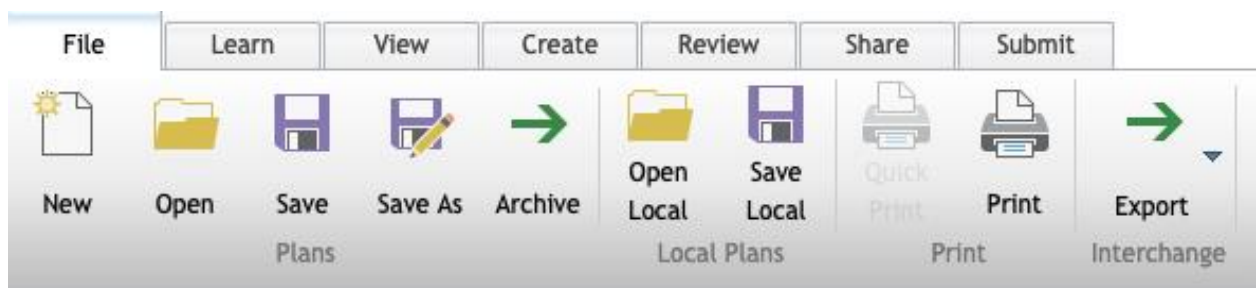 File Learn View Create Review Share Submit
New Open Save Save As Archive Open Local Save Local Quick Print Print Export
Plans Local Plans Print Interchange